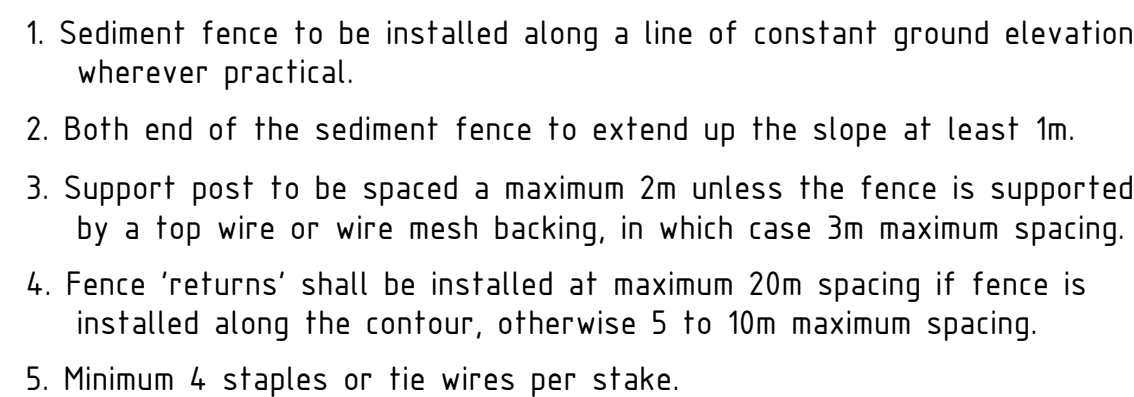 1. Sediment fence to be installed along a line of constant ground elevation
wherever practical.
2. Both end of the sediment fence to extend up the slope at least 1m.
3. Support post to be spaced a maximum 2m unless the fence is supported
by a top wire or wire mesh backing, in which case 3m maximum spacing.
4. Fence 'returns' shall be installed at maximum 20m spacing if fence is
installed along the contour, otherwise 5 to 10m maximum spacing.
5. Minimum 4 staples or tie wires per stake.